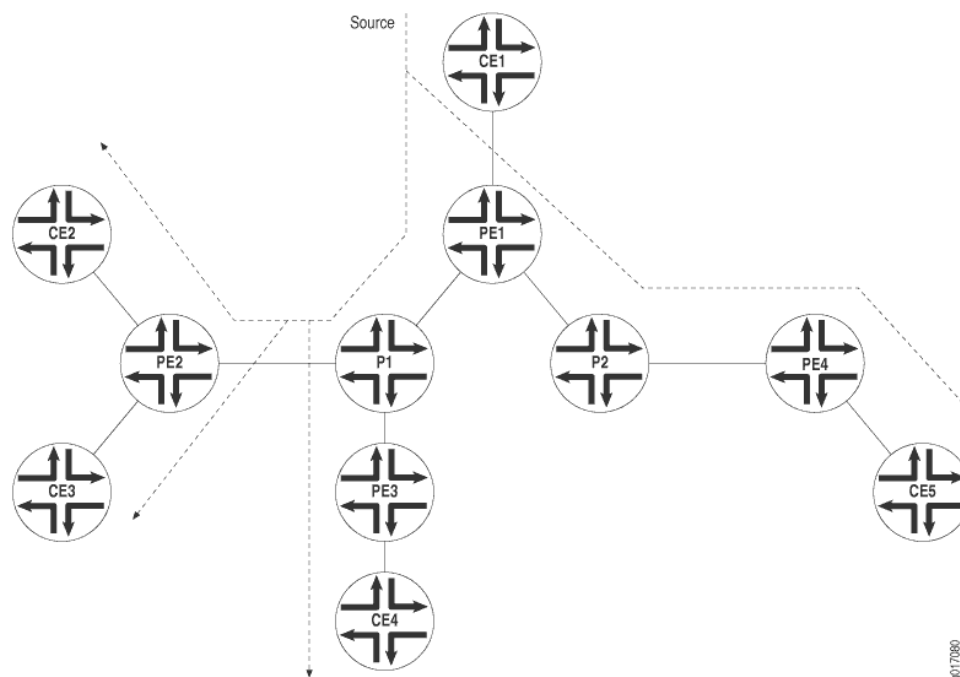 Source
CE1
CE2
PE1
PE2
P1
P2
PE4
CE3
PE3
CE5
CE4
g017080